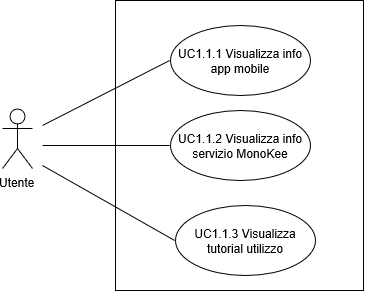 UC1.1.1 Visualizza info
app mobile
UC1.1.2 Visualizza info
servizio MonoKee
Utente
UC1.1.3 Visualizza
tutorial utilizzo